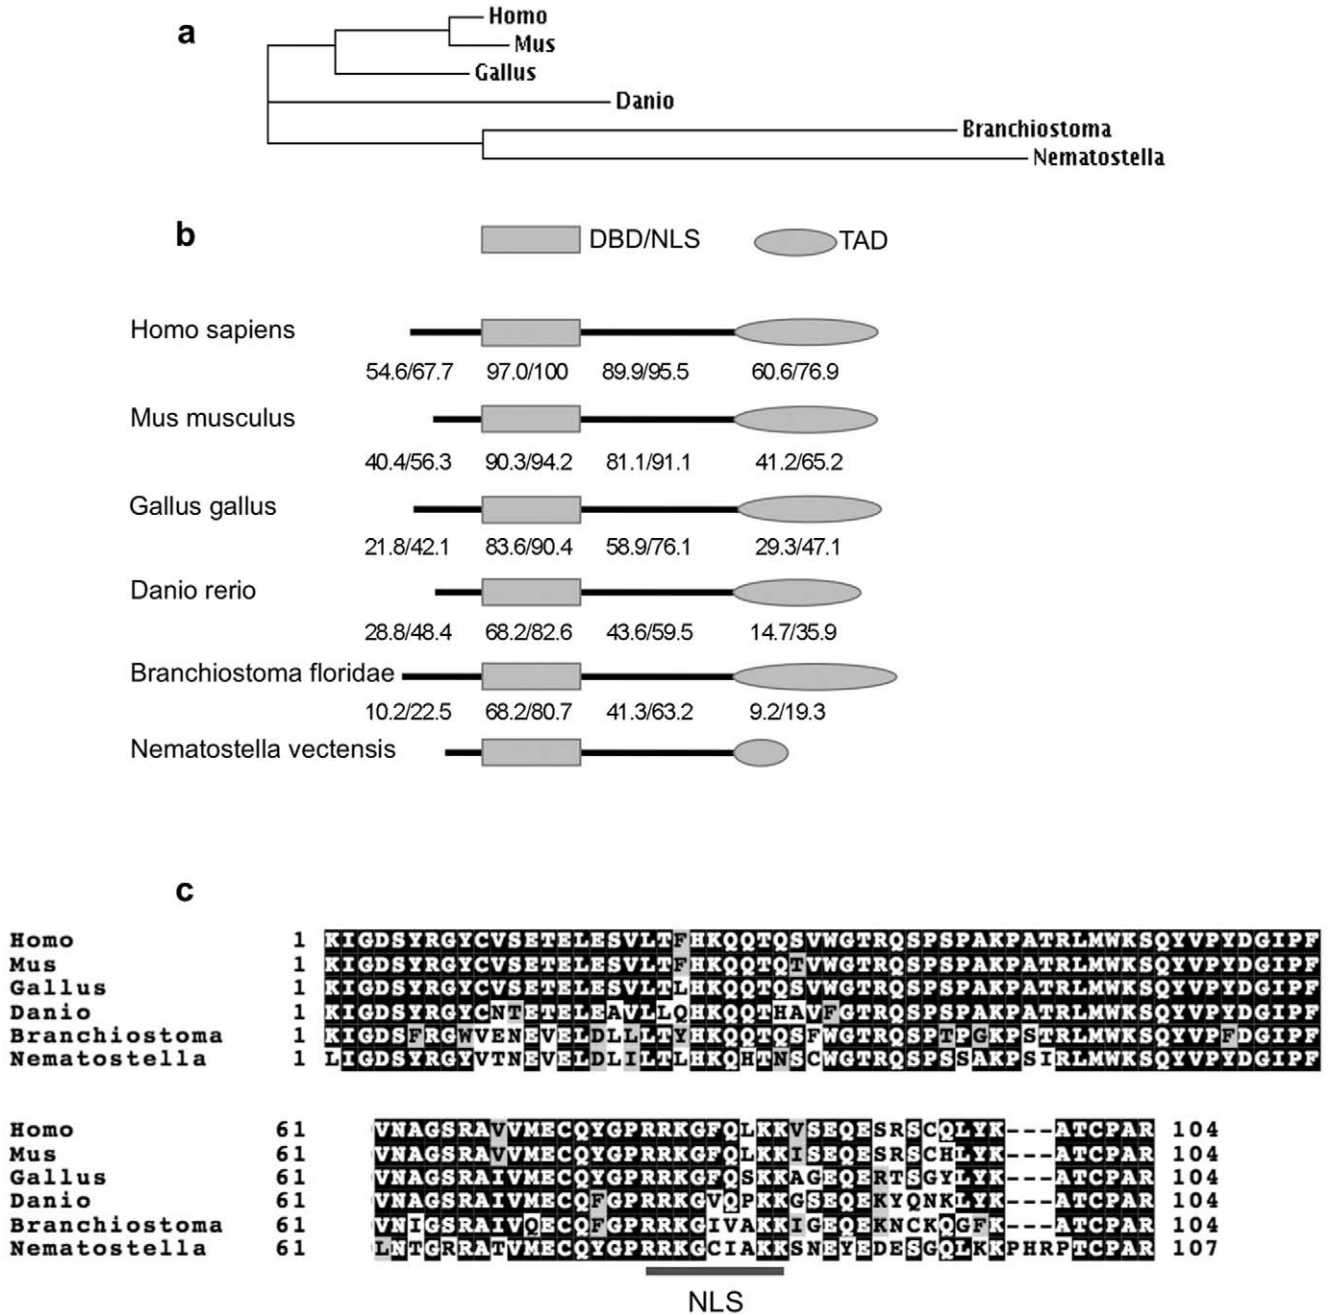 a
Homo
Mus
Gallus
Danio
Branchiostoma
Nematostella
b
DBD/NLS TAD
Homo sapiens
54.6/67.7 97.0/100 89.9/95.5 60.6/76.9
Mus musculus
40.4/56.3 90.3/94.2 81.1/91.1 41.2/65.2
Gallus gallus
21.8/42.1 83.6/90.4 58.9/76.1 29.3/47.1
Danio rerio
28.8/48.4 68.2/82.6 43.6/59.5 14.7/35.9
Branchiostoma floridae
10.2/22.5 68.2/80.7 41.3/63.2 9.2/19.3
Nematostella vectensis
c
Homo 1 KIGDSYRGYCVSETELESVLTFHKQQTQSVWGTRQSPSPAKPATRLMWKSQYVPYDGIPF
Mus 1 KIGDSYRGYCVSETELESVLTFHKQQTQTVWGTRQSPSPAKPATRLMWKSQYVPYDGIPF
Gallus 1 KIGDSYRGYCVSETELESVLTLHKQQTQSVWGTRQSPSPAKPATRLMWKSQYVPYDGIPF
Danio 1 KIGDSYRGYCNTETELEAVLLQHKQQTHAVFGTRQSPSPAKPATRLMWKSQYVPYDGIPF
Branchiostoma 1 KIGDSFRGWVENEVELDLLLTYHKQQTQSFWGTRQSPTPGKPSTRLMWKSQYVPFDGIPF
Nematostella 1 LIGDSYRGYVTNEVELDLILTLHKQHTNSCWGTRQSPSSAKPSIRLMWKSQYVPYDGIPF
Homo 61 VNAGSRAVVMECQYGPRRKGFQLKKVSEQESRSCQLYK---ATCPAR 104
Mus 61 VNAGSRAVVMECQYGPRRKGFQLKKISEQESRSCHLYK---ATCPAR 104
Gallus 61 VNAGSRAIVMECQYGPRRKGFQSKKAGEQERTSGYLYK---ATCPAR 104
Danio 61 VNAGSRAIVMECQFGPRRKGVQPKKGSEQEKYQNKLYK---ATCPAR 104
Branchiostoma 61 VNIGSRAIVQECQFGPRRKGIVAKKIGEQEKNCKQGFK---ATCPAR 104
Nematostella 61 LNTGRRATVMECQYGPRRKGCIAKKSNEYEDESGQLKKPHRPTCPAR 107
NLS